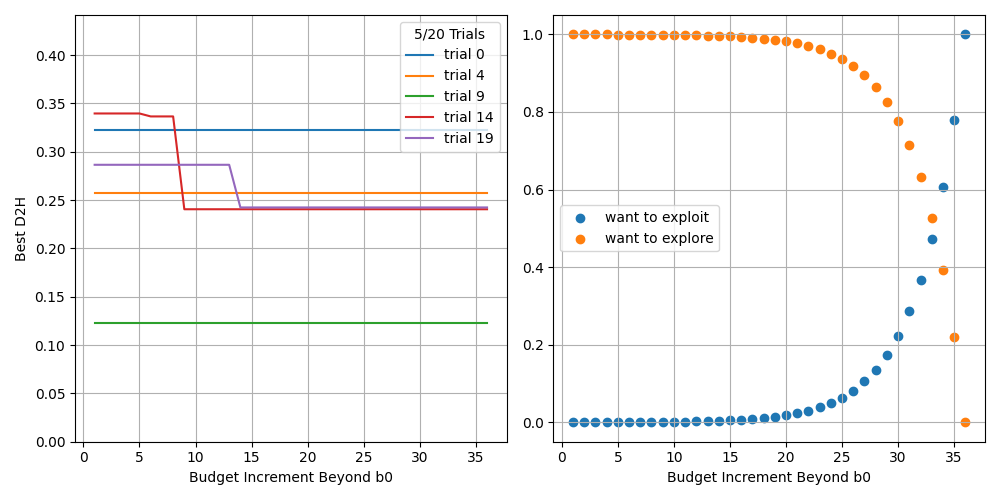 5/20 Trials
trial 0
trial 4
trial 9
trial 14
trial 19
0.40
0.35
0.30
0.25
0.20
0.15
0.10
0.05
0.00
Best D2H
0 5 10 15 20 25 30 35
Budget Increment Beyond b0
1.0
0.8
0.6
0.4
0.2
0.0
want to exploit
want to explore
0 5 10 15 20 25 30 35
Budget Increment Beyond b0